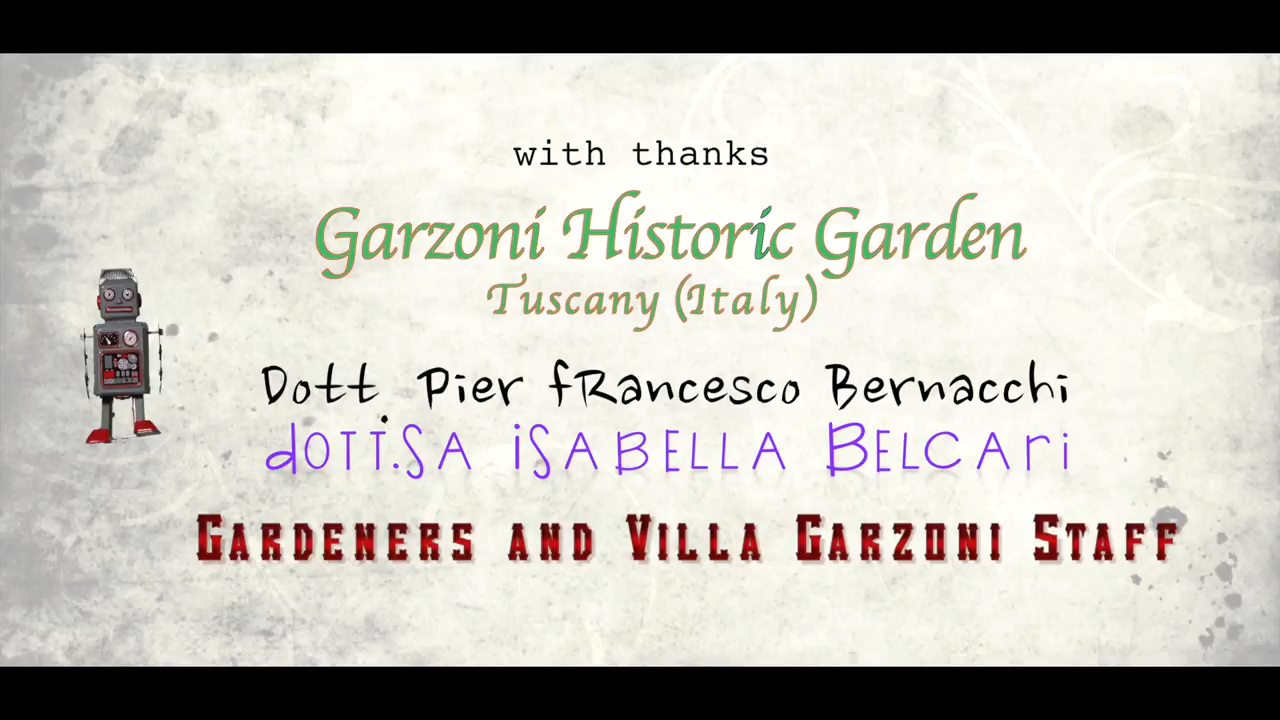 with thanks
Garzoni Historic Garden
Tuscany (Italy)
Dott. Pier fRancesco Bernacchi
dOTT.SA iSABELLA BELCAri
GARDENERS AND VILLA GARZONI STAFF